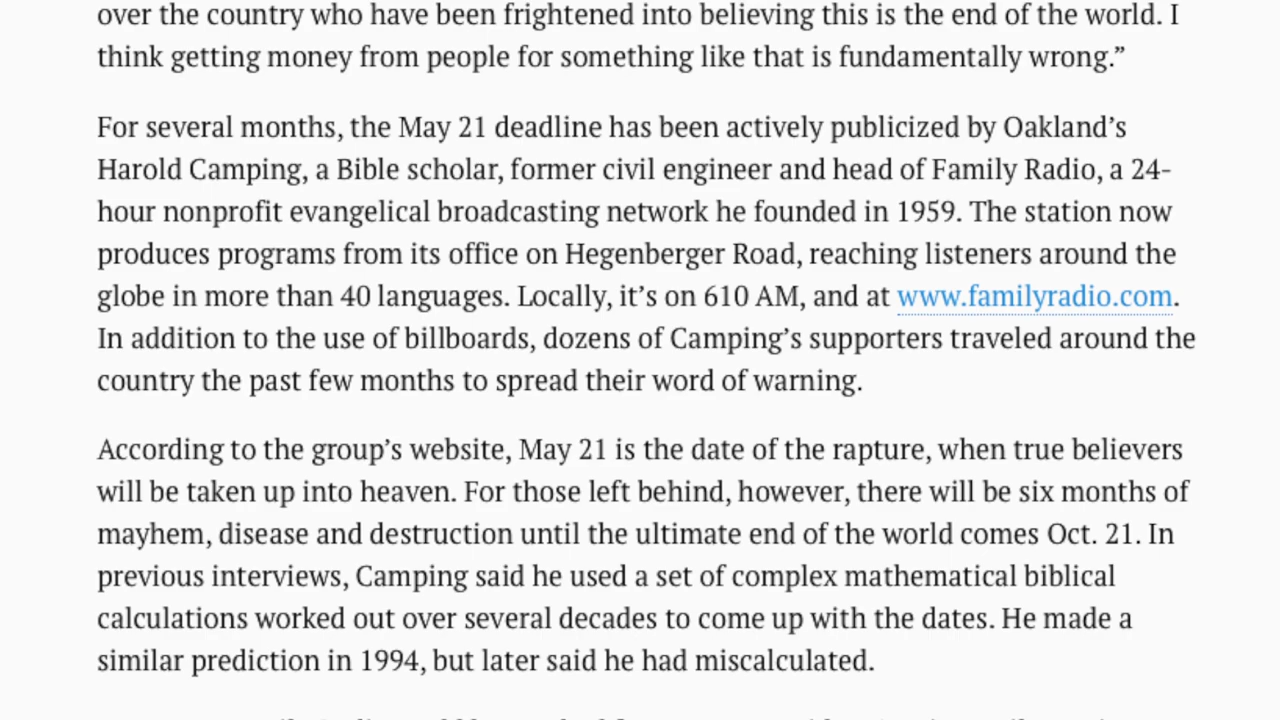 over the country who have been frightened into believing this is the end of the world. I
think getting money from people for something like that is fundamentally wrong.”
For several months, the May 21 deadline has been actively publicized by Oakland’s
Harold Camping, a Bible scholar, former civil engineer and head of Family Radio, a 24-
hour nonprofit evangelical broadcasting network he founded in 1959. The station now
produces programs from its office on Hegenberger Road, reaching listeners around the
globe in more than 40 languages. Locally, it’s on 610 AM, and at www.familyradio.com.
In addition to the use of billboards, dozens of Camping’s supporters traveled around the
country the past few months to spread their word of warning.
According to the group’s website, May 21 is the date of the rapture, when true believers
will be taken up into heaven. For those left behind, however, there will be six months of
mayhem, disease and destruction until the ultimate end of the world comes Oct. 21. In
previous interviews, Camping said he used a set of complex mathematical biblical
calculations worked out over several decades to come up with the dates. He made a
similar prediction in 1994, but later said he had miscalculated.